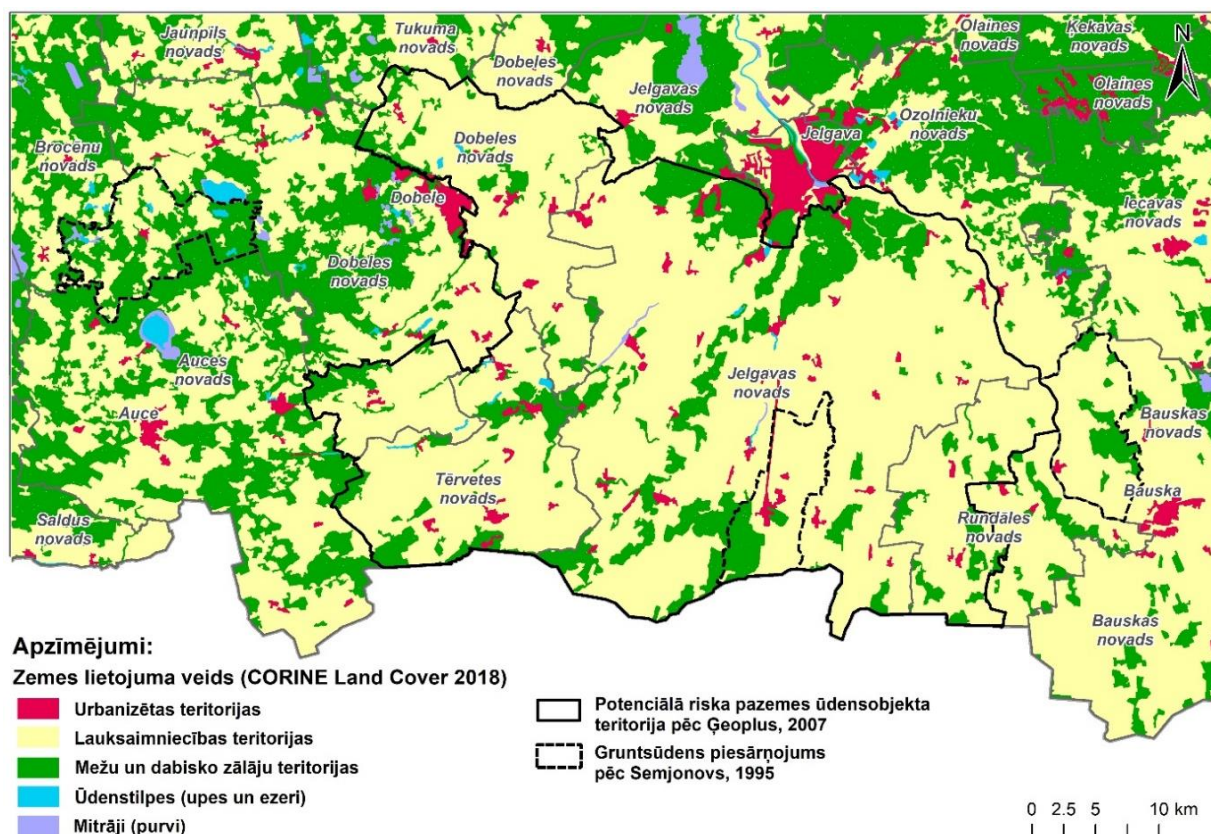 Jaunpils
novads
Tukuma
novads
Dobeles
novads
Olaines
novads
Ķekavas
novads
N
Jelgavas
novads
Olaines
novads
Ozolnieku
novads
Jelgava
Brocēnu
novads
Dobeles
novads
Dobele
Iecavas
novads
Dobeles
novads
Auces
novads
Jelgavas
novads
Auce
Bauskas
novads
Tērvetes
novads
Bauska
Saldus
novads
Rundāles
novads
Bauskas
novads
Apzīmējumi:
Zemes lietojuma veids (CORINE Land Cover 2018)
Urbanizētas teritorijas
Lauksaimniecības teritorijas
Mežu un dabisko zālāju teritorijas
Ūdenstilpes (upes un ezeri)
Mitrāji (purvi)
Potenciālā riska pazemes ūdensobjekta
teritorija pēc Ģeoplus, 2007
Gruntsūdens piesārņojums
pēc Semjonovs, 1995
0 2.5 5 10 km